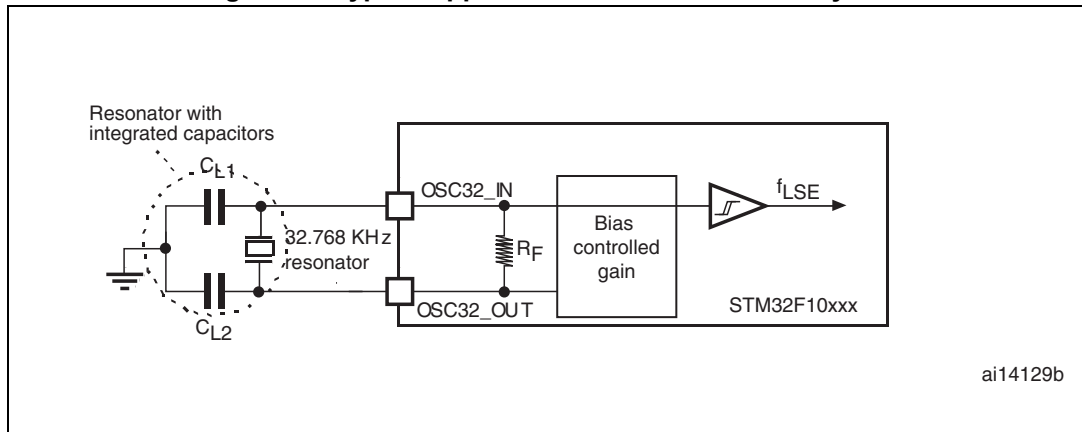 Resonator with
integrated capacitors
CL1
OSC32_IN
fLSE
32.768 KHz
resonator
RF
Bias
controlled
gain
OSC32_OUT
STM32F10xxx
CL2
ai14129b